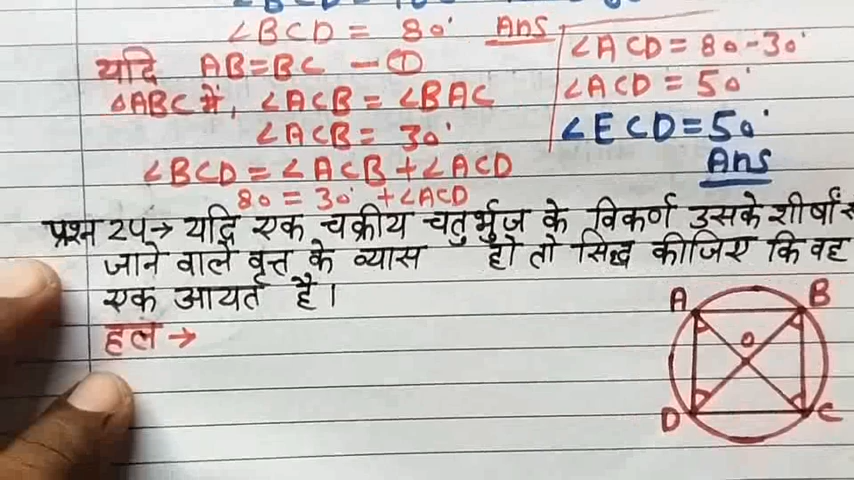 ∠BCD = 80° Ans
यदि AB=BC —①
△ABC में, ∠ACB = ∠BAC
∠ACB = 30°
∠BCD = ∠ACB + ∠ACD
80 = 30° + ∠ACD
∠ACD = 80-30°
∠ACD = 50°
∠ECD = 50°
Ans
प्रश्न 24→ यदि एक चक्रीय चतुर्भुज के विकर्ण उसके शीर्षों स
जाने वाले वृत्त के व्यास हो तो सिद्ध कीजिए कि वह
एक आयत है।
हल →
A B
O
D C